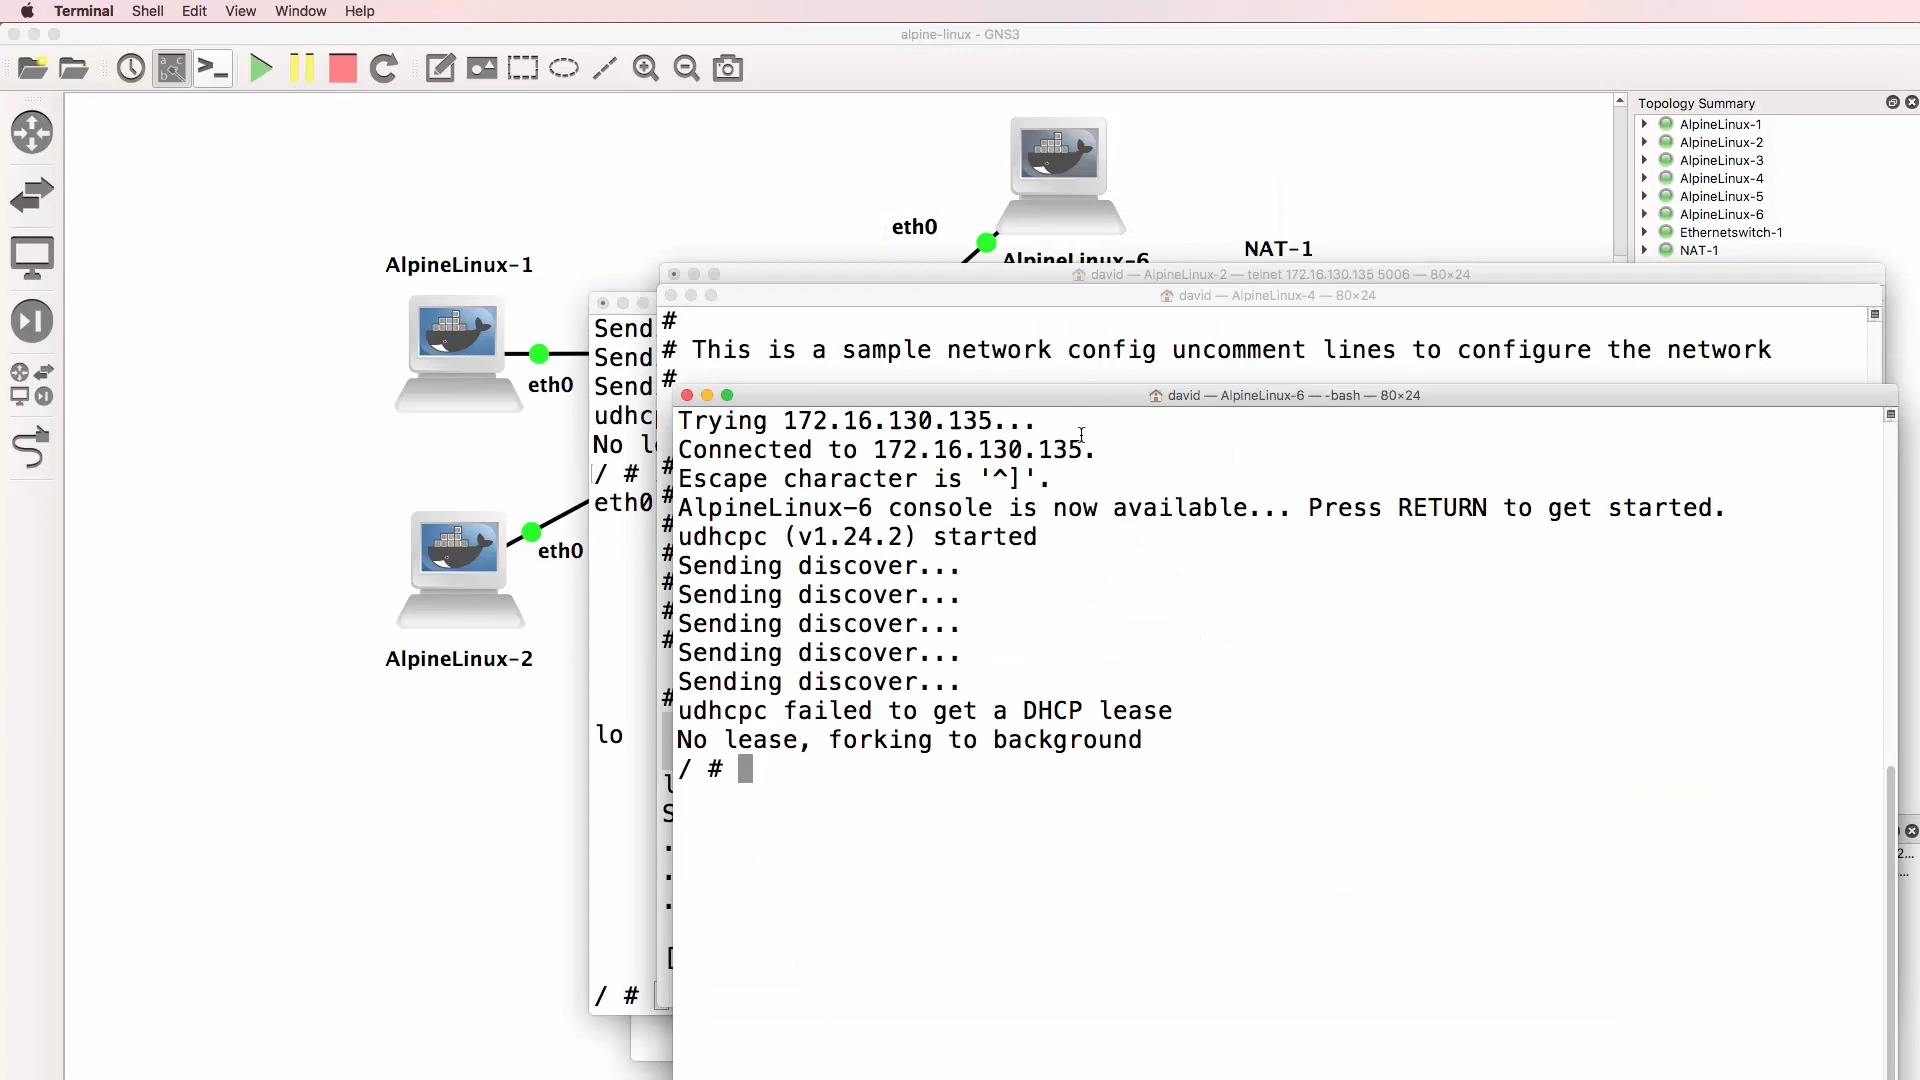 Terminal Shell Edit View Window Help
alpine-linux - GNS3
Topology Summary
AlpineLinux-1
AlpineLinux-2
AlpineLinux-3
AlpineLinux-4
AlpineLinux-5
AlpineLinux-6
Ethernetswitch-1
NAT-1
eth0
AlpineLinux-6
NAT-1
AlpineLinux-1
eth0
eth0
AlpineLinux-2
david — AlpineLinux-2 — telnet 172.16.130.135 5006 — 80×24
david — AlpineLinux-4 — 80×24
#
# This is a sample network config uncomment lines to configure the network
#
Send
Send
Send
udhcp
No l
/ #
eth0
lo
/ #
david — AlpineLinux-6 — -bash — 80×24
Trying 172.16.130.135...
Connected to 172.16.130.135.
Escape character is '^]'.
AlpineLinux-6 console is now available... Press RETURN to get started.
udhcpc (v1.24.2) started
Sending discover...
Sending discover...
Sending discover...
Sending discover...
Sending discover...
udhcpc failed to get a DHCP lease
No lease, forking to background
/ #